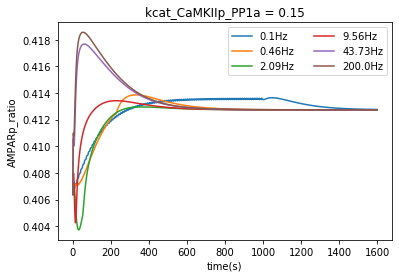 kcat_CaMKIIp_PP1a = 0.15
0.1Hz
0.46Hz
2.09Hz
9.56Hz
43.73Hz
200.0Hz
AMPARp_ratio
0.418
0.416
0.414
0.412
0.410
0.408
0.406
0.404
0 200 400 600 800 1000 1200 1400 1600
time(s)